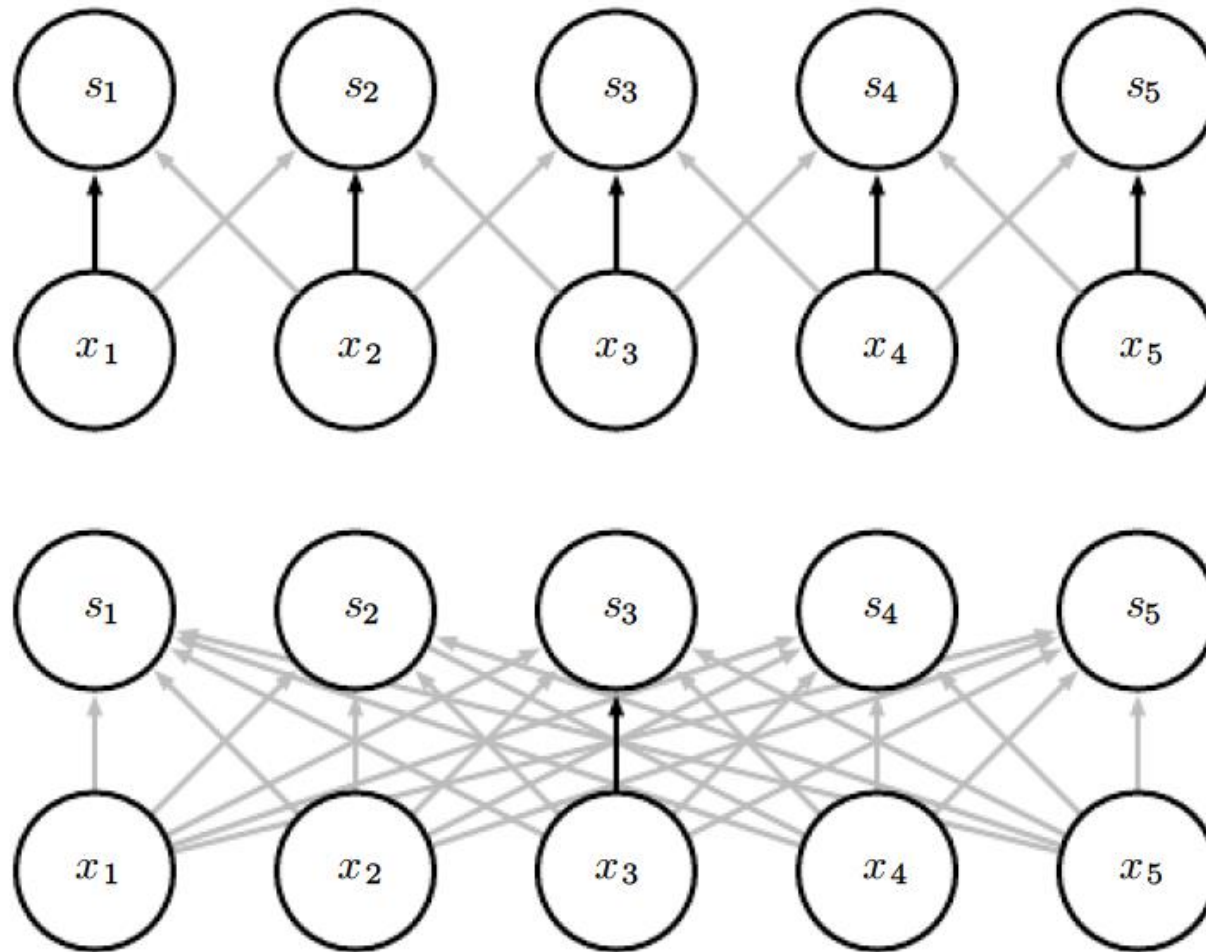 s₁ s₂ s₃ s₄ s₅
x₁ x₂ x₃ x₄ x₅
s₁ s₂ s₃ s₄ s₅
x₁ x₂ x₃ x₄ x₅